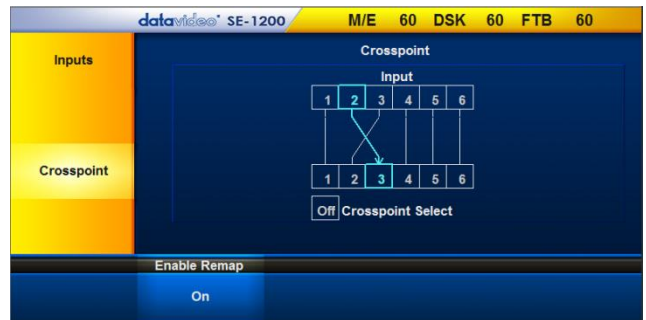 datavideo SE-1200 M/E 60 DSK 60 FTB 60
Inputs
Crosspoint
Crosspoint
Input
1 2 3 4 5 6
1 2 3 4 5 6
Off Crosspoint Select
Enable Remap
On